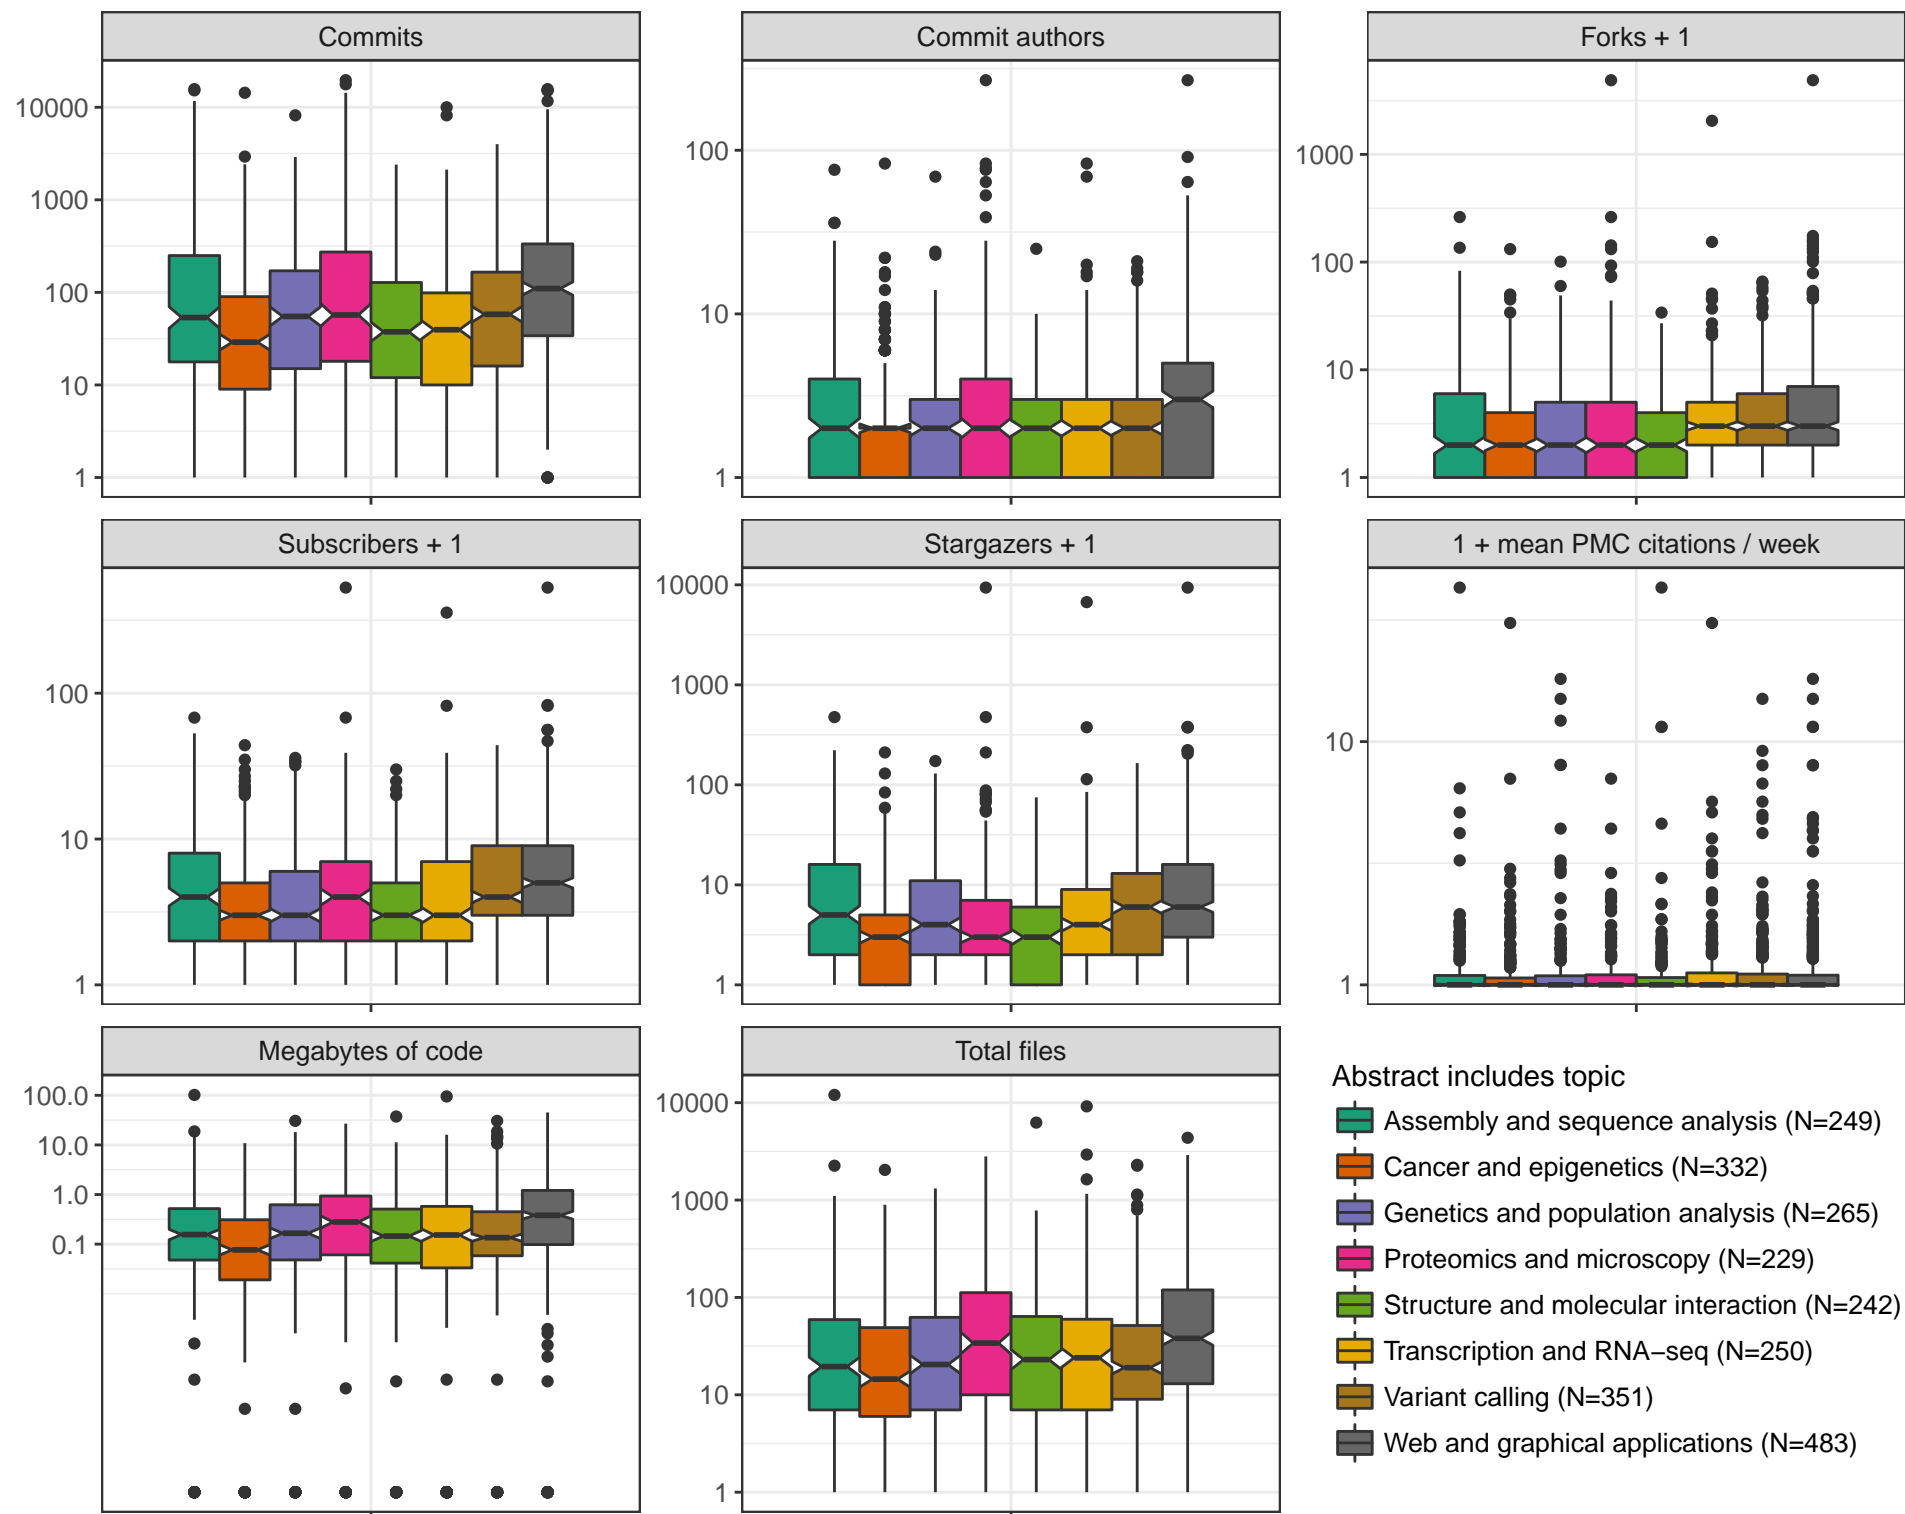 Commits
10000
1000
100
10
1
Commit authors
100
10
1
Forks + 1
1000
100
10
1
Subscribers + 1
100
10
1
Stargazers + 1
10000
1000
100
10
1
1 + mean PMC citations / week
10
1
Megabytes of code
100.0
10.0
1.0
0.1
Total files
10000
1000
100
10
1
Abstract includes topic
Assembly and sequence analysis (N=249)
Cancer and epigenetics (N=332)
Genetics and population analysis (N=265)
Proteomics and microscopy (N=229)
Structure and molecular interaction (N=242)
Transcription and RNA−seq (N=250)
Variant calling (N=351)
Web and graphical applications (N=483)